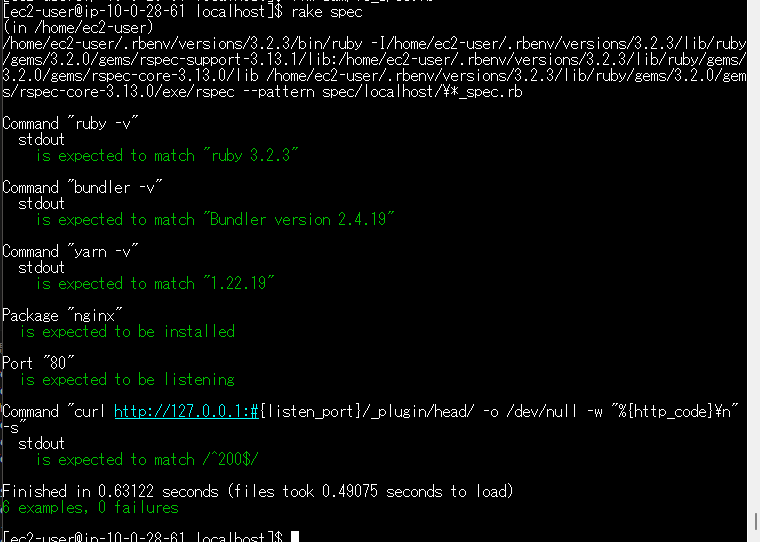 [ec2-user@ip-10-0-28-61 localhost]$ rake spec
(in /home/ec2-user)
/home/ec2-user/.rbenv/versions/3.2.3/bin/ruby -I/home/ec2-user/.rbenv/versions/3.2.3/lib/ruby
/gems/3.2.0/gems/rspec-support-3.13.1/lib:/home/ec2-user/.rbenv/versions/3.2.3/lib/ruby/gems/
3.2.0/gems/rspec-core-3.13.0/lib /home/ec2-user/.rbenv/versions/3.2.3/lib/ruby/gems/3.2.0/gem
s/rspec-core-3.13.0/exe/rspec --pattern spec/localhost/¥*_spec.rb
Command "ruby -v"
stdout
is expected to match "ruby 3.2.3"
Command "bundler -v"
stdout
is expected to match "Bundler version 2.4.19"
Command "yarn -v"
stdout
is expected to match "1.22.19"
Package "nginx"
is expected to be installed
Port "80"
is expected to be listening
Command "curl http://127.0.0.1:#{listen_port}/_plugin/head/ -o /dev/null -w "%{http_code}¥n"
-s"
stdout
is expected to match /^200$/
Finished in 0.63122 seconds (files took 0.49075 seconds to load)
6 examples, 0 failures
[ec2-user@ip-10-0-28-61 localhost]$